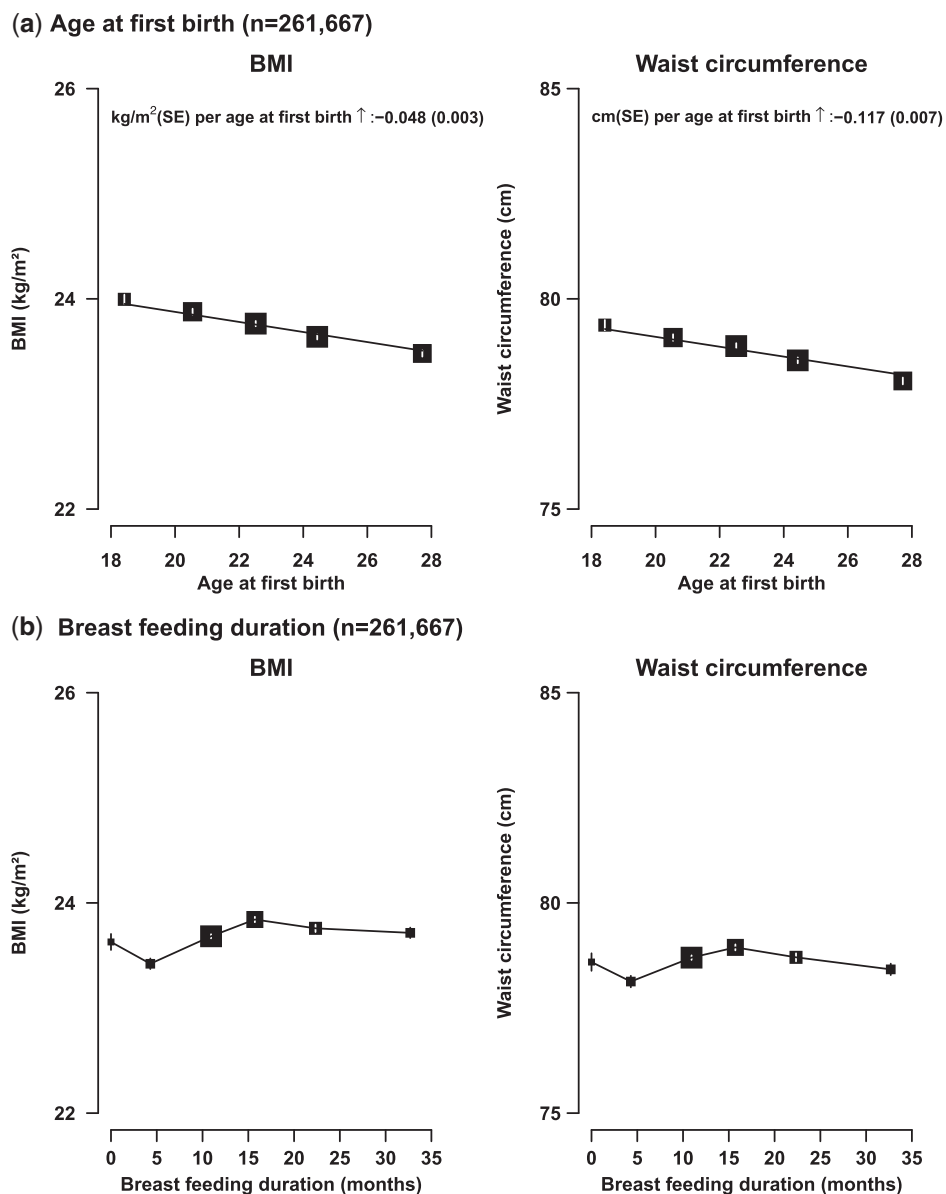 (a) Age at first birth (n=261,667)
BMI
Waist circumference
26
85
kg/m²(SE) per age at first birth ↑ :−0.048 (0.003)
cm(SE) per age at first birth ↑ :−0.117 (0.007)
BMI (kg/m²)
Waist circumference (cm)
24
80
22
75
18 20 22 24 26 28
18 20 22 24 26 28
Age at first birth
Age at first birth
(b) Breast feeding duration (n=261,667)
BMI
Waist circumference
26
85
BMI (kg/m²)
Waist circumference (cm)
24
80
22
75
0 5 10 15 20 25 30 35
0 5 10 15 20 25 30 35
Breast feeding duration (months)
Breast feeding duration (months)